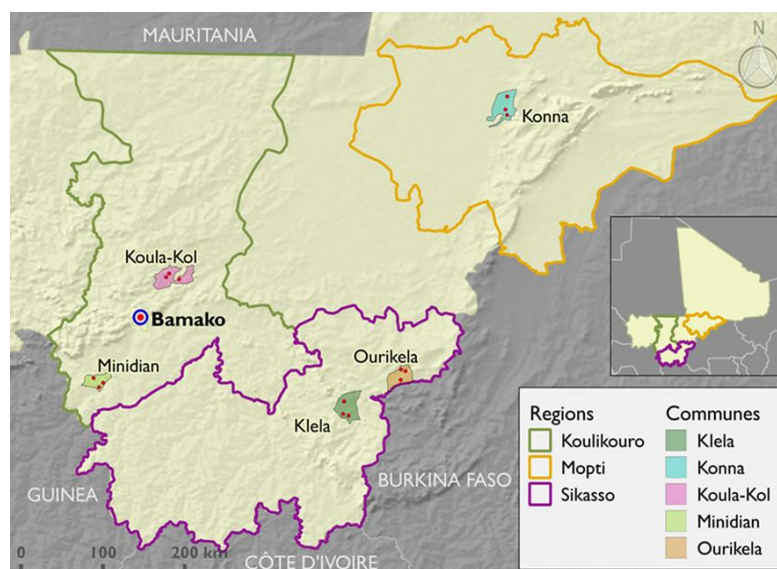 MAURITANIA
N
Konna
Koula-Kol
Bamako
Minidian
Ourikela
Klela
GUINEA
BURKINA FASO
CÔTE D'IVOIRE
0 100 200 km
Regions
Koulikouro
Mopti
Sikasso
Communes
Klela
Konna
Koula-Kol
Minidian
Ourikela